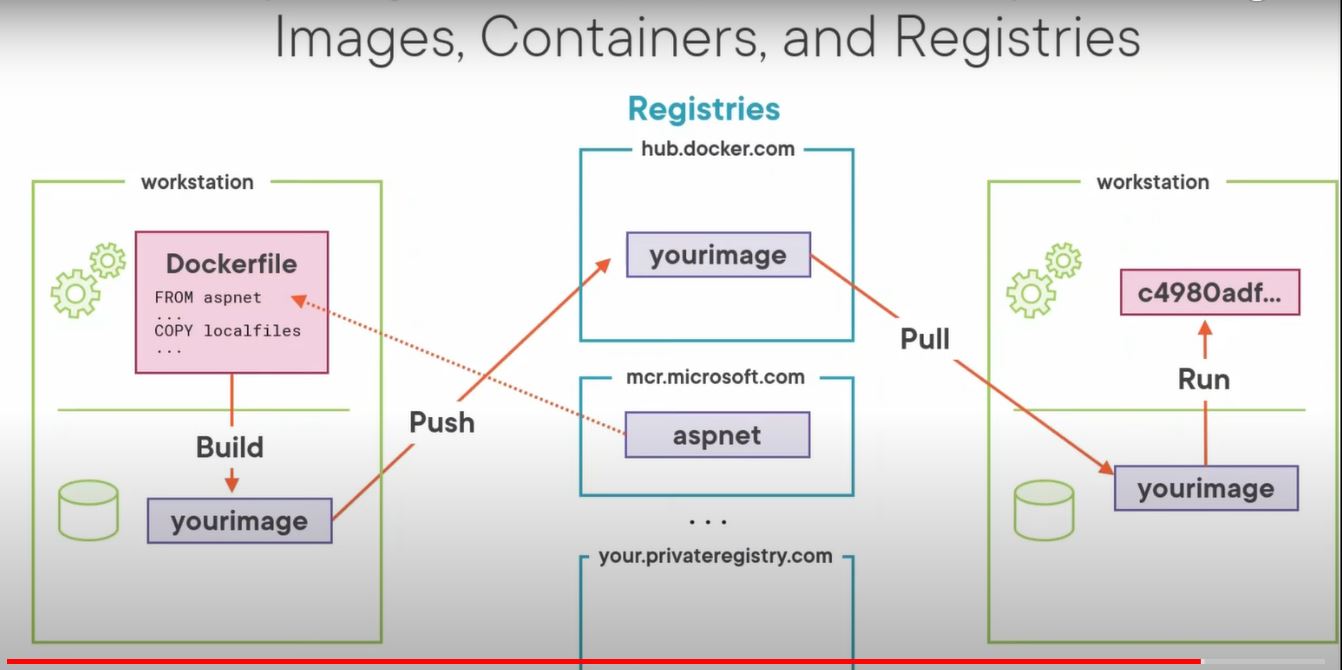 Images, Containers, and Registries
Registries
workstation
Dockerfile
FROM aspnet
...
COPY localfiles
...
Build
yourimage
Push
hub.docker.com
yourimage
mcr.microsoft.com
aspnet
...
your.privateregistry.com
Pull
workstation
c4980adf...
Run
yourimage